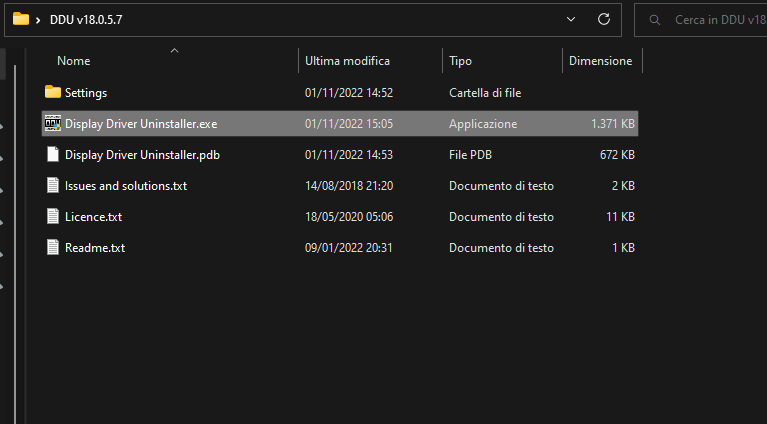 DDU v18.0.5.7 Cerca in DDU v18
Nome Ultima modifica Tipo Dimensione
Settings 01/11/2022 14:52 Cartella di file
Display Driver Uninstaller.exe 01/11/2022 15:05 Applicazione 1.371 KB
Display Driver Uninstaller.pdb 01/11/2022 14:53 File PDB 672 KB
Issues and solutions.txt 14/08/2018 21:20 Documento di testo 2 KB
Licence.txt 18/05/2020 05:06 Documento di testo 11 KB
Readme.txt 09/01/2022 20:31 Documento di testo 1 KB